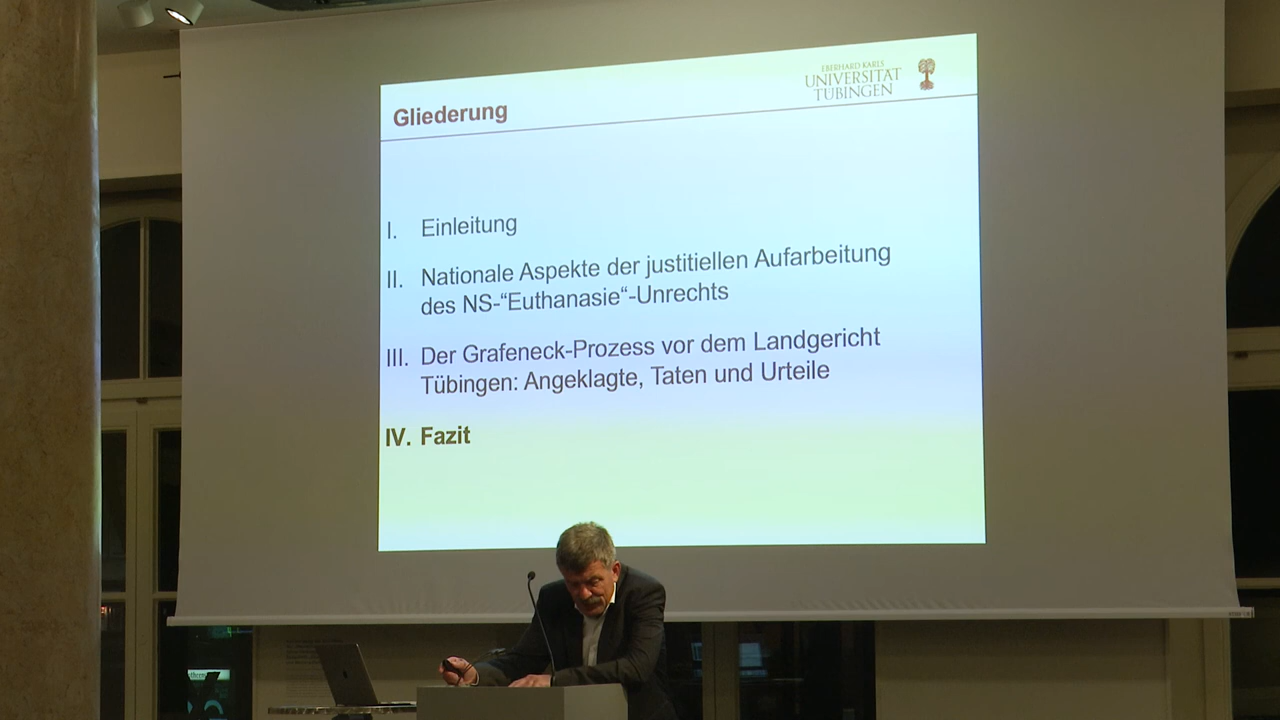 EBERHARD KARLS
UNIVERSITÄT
TÜBINGEN
Gliederung
I. Einleitung
II. Nationale Aspekte der justitiellen Aufarbeitung
des NS-“Euthanasie“-Unrechts
III. Der Grafeneck-Prozess vor dem Landgericht
Tübingen: Angeklagte, Taten und Urteile
IV. Fazit